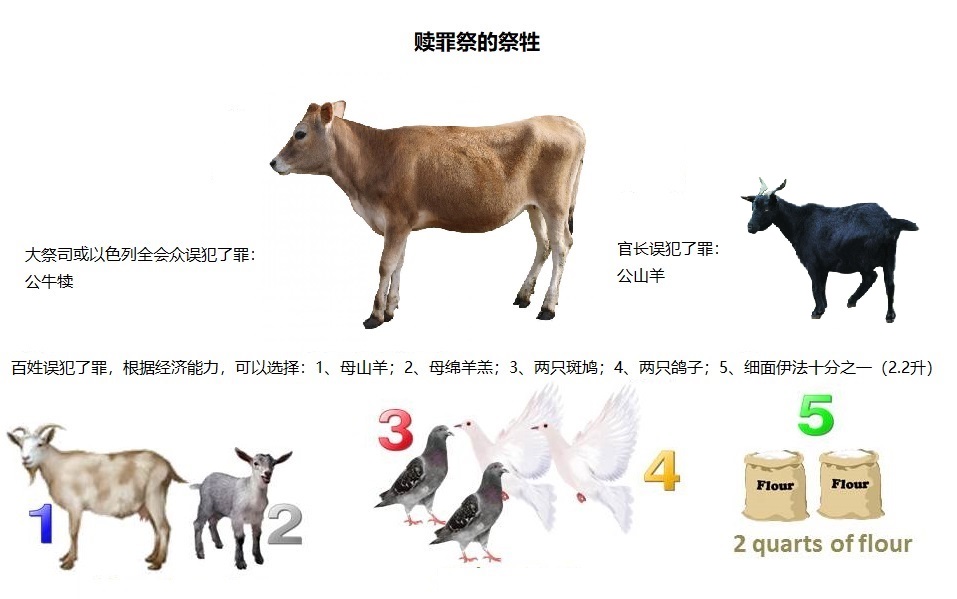 赎罪祭的祭牲
大祭司或以色列全会众误犯了罪：
公牛犊
官长误犯了罪：
公山羊
百姓误犯了罪，根据经济能力，可以选择：1、母山羊；2、母绵羊羔；3、两只斑鸠；4、两只鸽子；5、细面伊法十分之一（2.2升）
1
2
3
4
5
Flour
Flour
2 quarts of flour